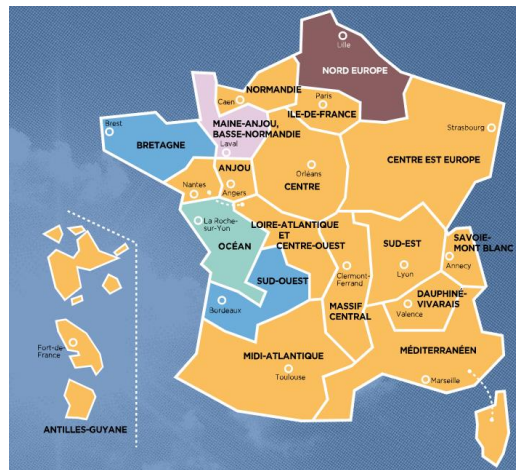 Lille
NORD EUROPE
NORMANDIE
Caen
Paris
ILE-DE-FRANCE
Brest
MAINE-ANJOU,
BASSE-NORMANDIE
Strasbourg
BRETAGNE
Laval
CENTRE EST EUROPE
ANJOU
Orléans
CENTRE
Nantes
Angers
La Roche-
sur-Yon
LOIRE-ATLANTIQUE
ET
CENTRE-OUEST
OCÉAN
SUD-EST
SAVOIE-
MONT BLANC
Clermont-
Ferrand
Lyon
Annecy
SUD-OUEST
DAUPHINÉ-
VIVARAIS
Bordeaux
MASSIF
CENTRAL
Valence
Fort-de-
France
MIDI-ATLANTIQUE
MÉDITERRANÉEN
Toulouse
Marseille
ANTILLES-GUYANE